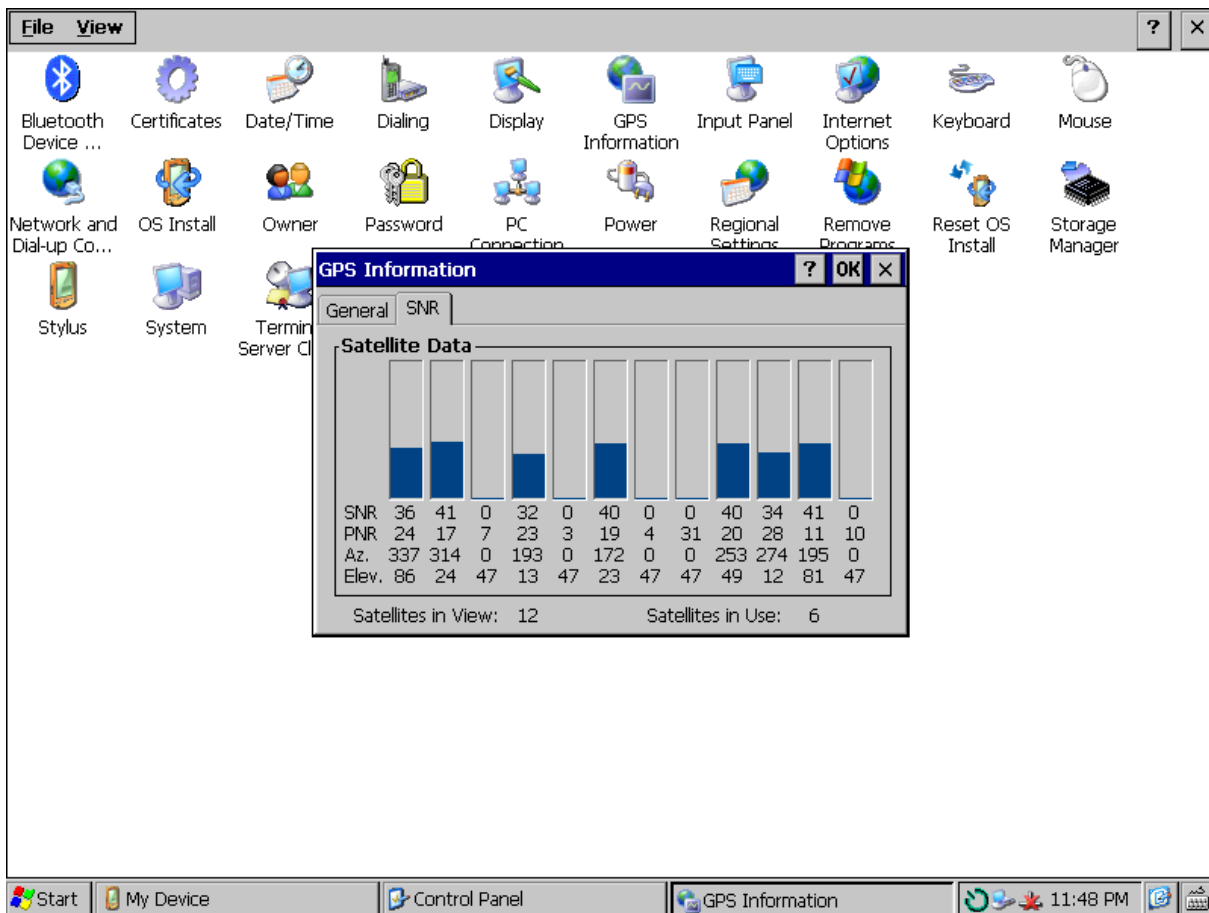 File View ?
Bluetooth Device ... Certificates Date/Time Dialing Display GPS Information Input Panel Internet Options Keyboard Mouse
Network and Dial-up Co... OS Install Owner Password PC Connection Power Regional Settings Remove Programs Reset OS Install Storage Manager
Stylus System Termin Server Cl
GPS Information ? OK
General SNR
Satellite Data
SNR 36 41 0 32 0 40 0 0 40 34 41 0
PNR 24 17 7 23 3 19 4 31 20 28 11 10
Az. 337 314 0 193 0 172 0 0 253 274 195 0
Elev. 86 24 47 13 47 23 47 47 49 12 81 47
Satellites in View: 12 Satellites in Use: 6
Start My Device Control Panel GPS Information 11:48 PM